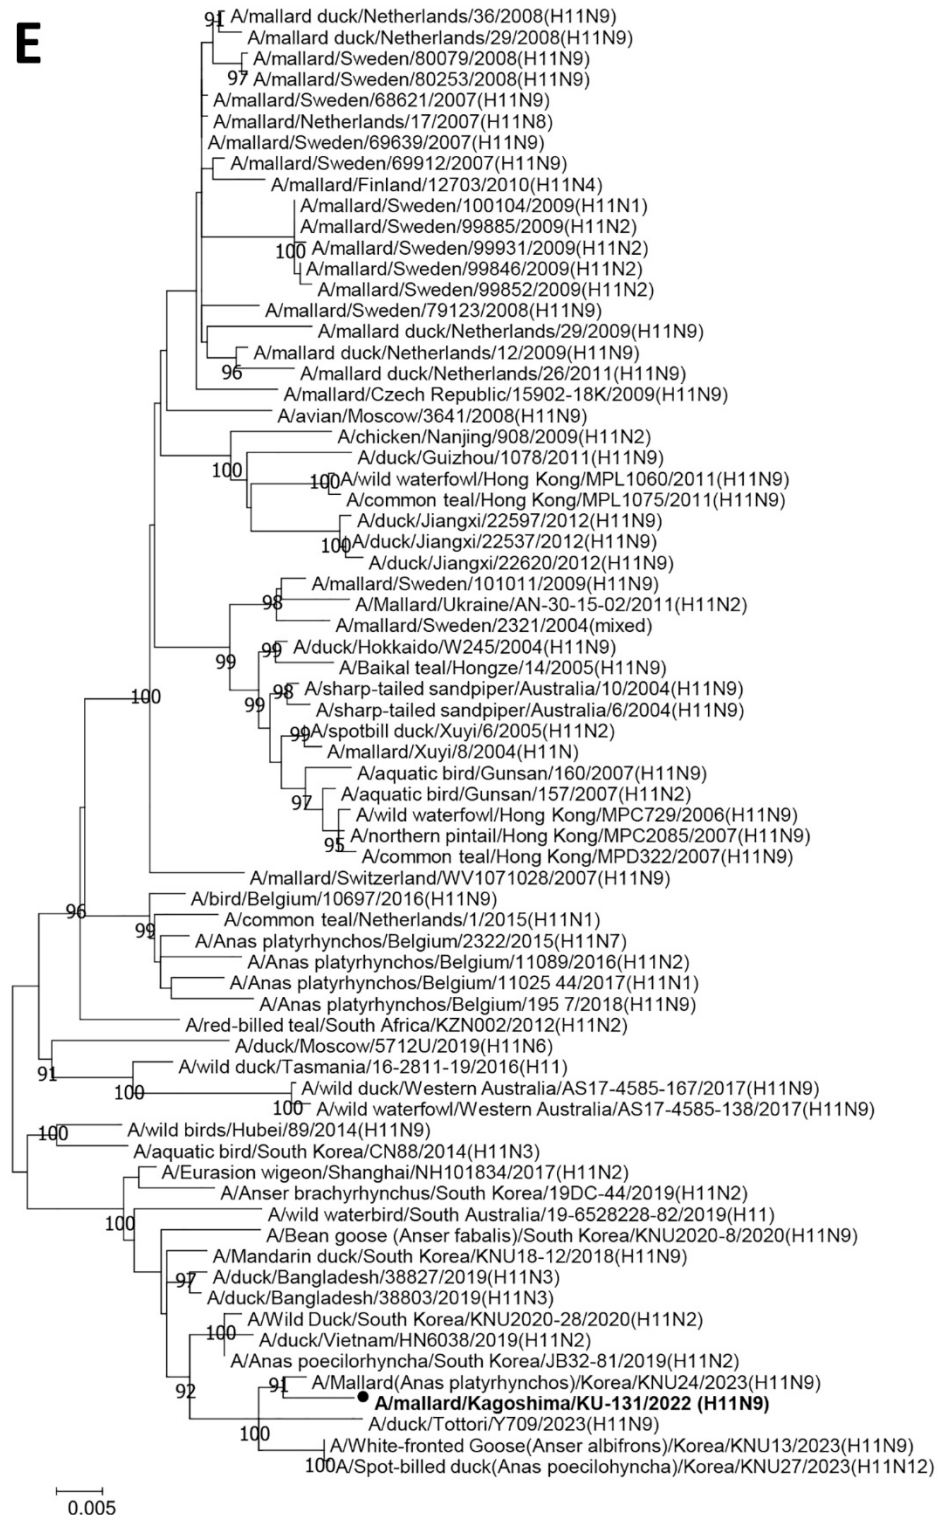 E
91
A/mallard duck/Netherlands/36/2008(H11N9)
A/mallard duck/Netherlands/29/2008(H11N9)
A/mallard/Sweden/80079/2008(H11N9)
97
A/mallard/Sweden/80253/2008(H11N9)
A/mallard/Sweden/68621/2007(H11N9)
A/mallard/Netherlands/17/2007(H11N8)
A/mallard/Sweden/69639/2007(H11N9)
A/mallard/Sweden/69912/2007(H11N9)
A/mallard/Finland/12703/2010(H11N4)
A/mallard/Sweden/100104/2009(H11N1)
A/mallard/Sweden/99885/2009(H11N2)
100
A/mallard/Sweden/99931/2009(H11N2)
A/mallard/Sweden/99846/2009(H11N2)
A/mallard/Sweden/99852/2009(H11N2)
A/mallard/Sweden/79123/2008(H11N9)
A/mallard duck/Netherlands/29/2009(H11N9)
A/mallard duck/Netherlands/12/2009(H11N9)
96
A/mallard duck/Netherlands/26/2011(H11N9)
A/mallard/Czech Republic/15902-18K/2009(H11N9)
A/avian/Moscow/3641/2008(H11N9)
A/chicken/Nanjing/908/2009(H11N2)
100
A/duck/Guizhou/1078/2011(H11N9)
100
A/wild waterfowl/Hong Kong/MPL1060/2011(H11N9)
A/common teal/Hong Kong/MPL1075/2011(H11N9)
A/duck/Jiangxi/22597/2012(H11N9)
100
A/duck/Jiangxi/22537/2012(H11N9)
A/duck/Jiangxi/22620/2012(H11N9)
A/mallard/Sweden/101011/2009(H11N9)
98
A/Mallard/Ukraine/AN-30-15-02/2011(H11N2)
A/mallard/Sweden/2321/2004(mixed)
99
99
A/duck/Hokkaido/W245/2004(H11N9)
A/Baikal teal/Hongze/14/2005(H11N9)
98
A/sharp-tailed sandpiper/Australia/10/2004(H11N9)
100
99
A/sharp-tailed sandpiper/Australia/6/2004(H11N9)
99
A/spotbill duck/Xuyi/6/2005(H11N2)
A/mallard/Xuyi/8/2004(H11N)
A/aquatic bird/Gunsan/160/2007(H11N9)
97
A/aquatic bird/Gunsan/157/2007(H11N2)
A/wild waterfowl/Hong Kong/MPC729/2006(H11N9)
A/northern pintail/Hong Kong/MPC2085/2007(H11N9)
95
A/common teal/Hong Kong/MPD322/2007(H11N9)
A/mallard/Switzerland/WV1071028/2007(H11N9)
A/bird/Belgium/10697/2016(H11N9)
96
A/common teal/Netherlands/1/2015(H11N1)
99
A/Anas platyrhynchos/Belgium/2322/2015(H11N7)
A/Anas platyrhynchos/Belgium/11089/2016(H11N2)
A/Anas platyrhynchos/Belgium/11025 44/2017(H11N1)
A/Anas platyrhynchos/Belgium/195 7/2018(H11N9)
A/red-billed teal/South Africa/KZN002/2012(H11N2)
A/duck/Moscow/5712U/2019(H11N6)
91
A/wild duck/Tasmania/16-2811-19/2016(H11)
100
A/wild duck/Western Australia/AS17-4585-167/2017(H11N9)
100
A/wild waterfowl/Western Australia/AS17-4585-138/2017(H11N9)
100
A/wild birds/Hubei/89/2014(H11N9)
A/aquatic bird/South Korea/CN88/2014(H11N3)
A/Eurasion wigeon/Shanghai/NH101834/2017(H11N2)
A/Anser brachyrhynchus/South Korea/19DC-44/2019(H11N2)
100
A/wild waterbird/South Australia/19-6528228-82/2019(H11)
A/Bean goose (Anser fabalis)/South Korea/KNU2020-8/2020(H11N9)
A/Mandarin duck/South Korea/KNU18-12/2018(H11N9)
97
A/duck/Bangladesh/38827/2019(H11N3)
A/duck/Bangladesh/38803/2019(H11N3)
A/Wild Duck/South Korea/KNU2020-28/2020(H11N2)
100
A/duck/Vietnam/HN6038/2019(H11N2)
A/Anas poecilorhyncha/South Korea/JB32-81/2019(H11N2)
92
91
A/Mallard(Anas platyrhynchos)/Korea/KNU24/2023(H11N9)
A/mallard/Kagoshima/KU-131/2022 (H11N9)
A/duck/Tottori/Y709/2023(H11N9)
100
A/White-fronted Goose(Anser albifrons)/Korea/KNU13/2023(H11N9)
100
A/Spot-billed duck(Anas poecilohyncha)/Korea/KNU27/2023(H11N12)
0.005